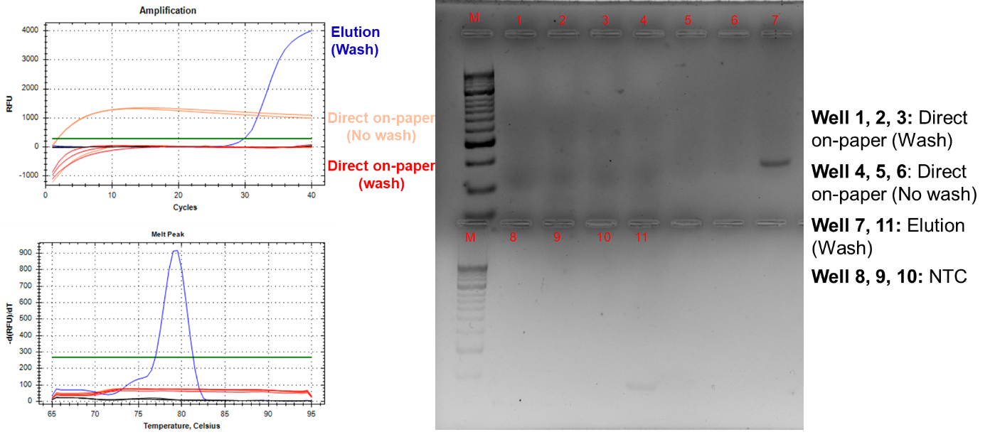 Amplification
4000
3000
2000
1000
0
-1000
RFU
0
10
20
30
40
Cycles
Elution
(Wash)
Direct on-paper
(No wash)
Direct on-paper
(wash)
Melt Peak
900
800
700
600
500
400
300
200
100
0
-d(RFU)/dT
65
70
75
80
85
90
95
Temperature, Celsius
M 1 2 3 4 5 6 7
M 8 9 10 11
Well 1, 2, 3: Direct
on-paper (Wash)
Well 4, 5, 6: Direct
on-paper (No wash)
Well 7, 11: Elution
(Wash)
Well 8, 9, 10: NTC